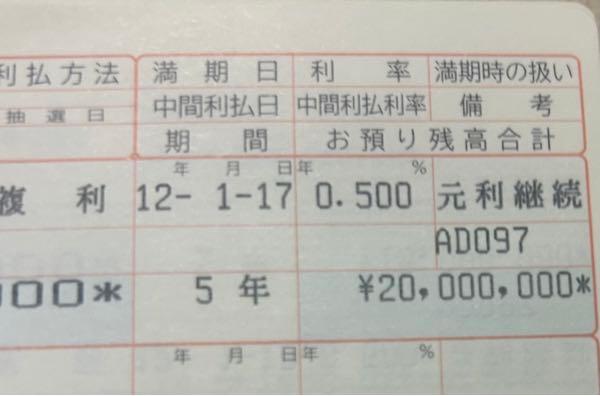 利払方法 満期日 利率 満期時の扱い
抽選日 中間利払日 中間利払利率 備考
期間 お預り残高合計
年 月 日 年 %
複利 12- 1-17 0.500 元利継続
AD097
000* 5年 ¥20,000,000*
年 月 日 年 %